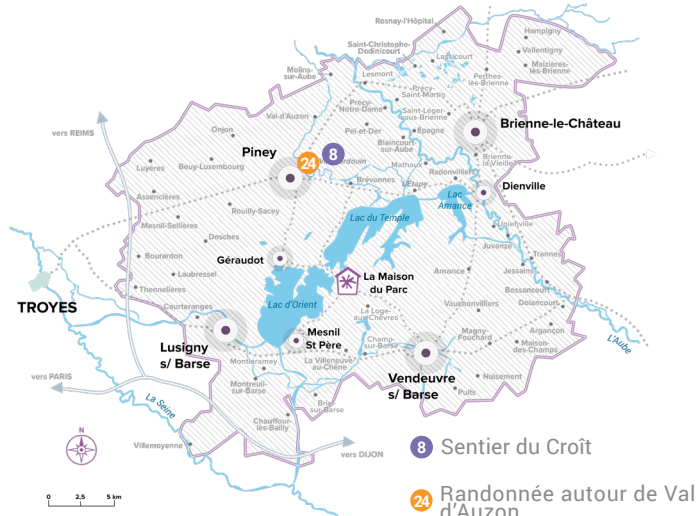 Rosnay-l'Hôpital
Hampigny
Saint-Christophe-
Dodinicourt
Lassicourt
Vallentigny
Maizières-
lès-Brienne
Molins-
sur-Aube
Lesmont
Perthes-
lès-Brienne
Précy-
Saint-Martin
Précy-
Notre-Dame
Saint-Léger-
sous-Brienne
Val-d'Auzon
Pel-et-Der
Épagne
Brienne-le-Château
vers REIMS
Onjon
Blaincourt-
sur-Aube
Piney
24
8
Brienne-
la-Vieille
Luyères
Bouy-Luxembourg
Mathaux
Radonvilliers
Brévonnes
L'Étape
Dienville
Assencières
Lac
Amance
Rouilly-Sacey
Lac du Temple
Mesnil-Sellières
Unienville
Dosches
Juvanzé
Trannes
Bouranton
Géraudot
Laubressel
La Maison
du Parc
Amance
Jessains
Thennelières
Bossancourt
TROYES
Courteranges
Lac d'Orient
Vauchonvilliers
Dolancourt
La Loge-
aux-Chèvres
Mesnil
St Père
Magny-
Fouchard
Argançon
Lusigny
s/ Barse
Champ-
sur-Barse
Maison-
des-Champs
L'Aube
Montiéramey
La Villeneuve-
au-Chêne
Vendeuvre
s/ Barse
vers PARIS
Montreuil-
sur-Barse
Nuisement
Puits
La Seine
Briel-
sur-Barse
Chauffour-
lès-Bailly
N
Villemoyenne
vers DIJON
8 Sentier du Croît
0 2,5 5 km
24 Randonnée autour de Val
d'Auzon